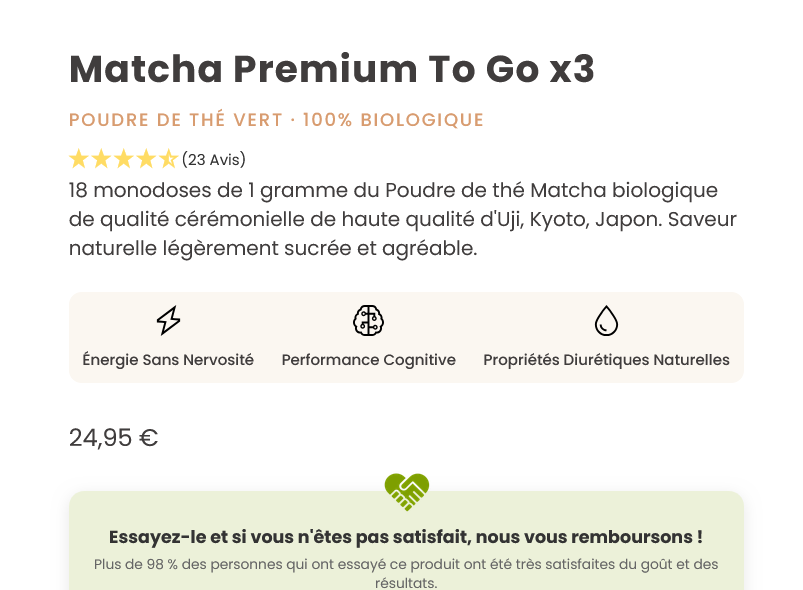 Matcha Premium To Go x3
POUDRE DE THÉ VERT · 100% BIOLOGIQUE
(23 Avis)
18 monodoses de 1 gramme du Poudre de thé Matcha biologique
de qualité cérémonielle de haute qualité d'Uji, Kyoto, Japon. Saveur
naturelle légèrement sucrée et agréable.
Énergie Sans Nervosité
Performance Cognitive
Propriétés Diurétiques Naturelles
24,95 €
Essayez-le et si vous n'êtes pas satisfait, nous vous remboursons !
Plus de 98 % des personnes qui ont essayé ce produit ont été très satisfaites du goût et des
résultats.